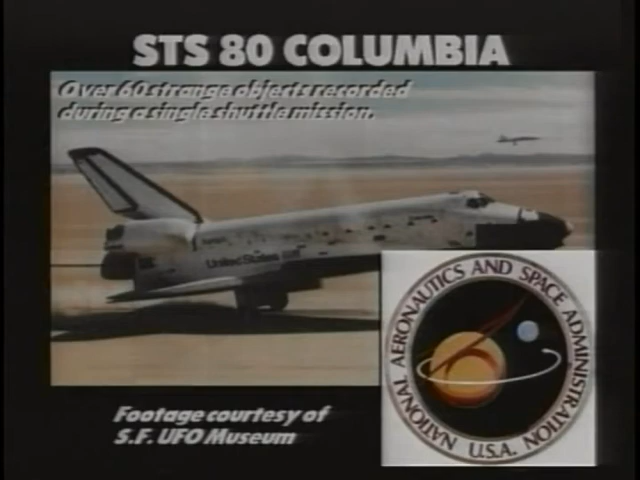 STS 80 COLUMBIA
Over 60 strange objects recorded
during a single shuttle mission.
United States
Footage courtesy of
S.F. UFO Museum
NATIONAL AERONAUTICS AND SPACE ADMINISTRATION
U.S.A.